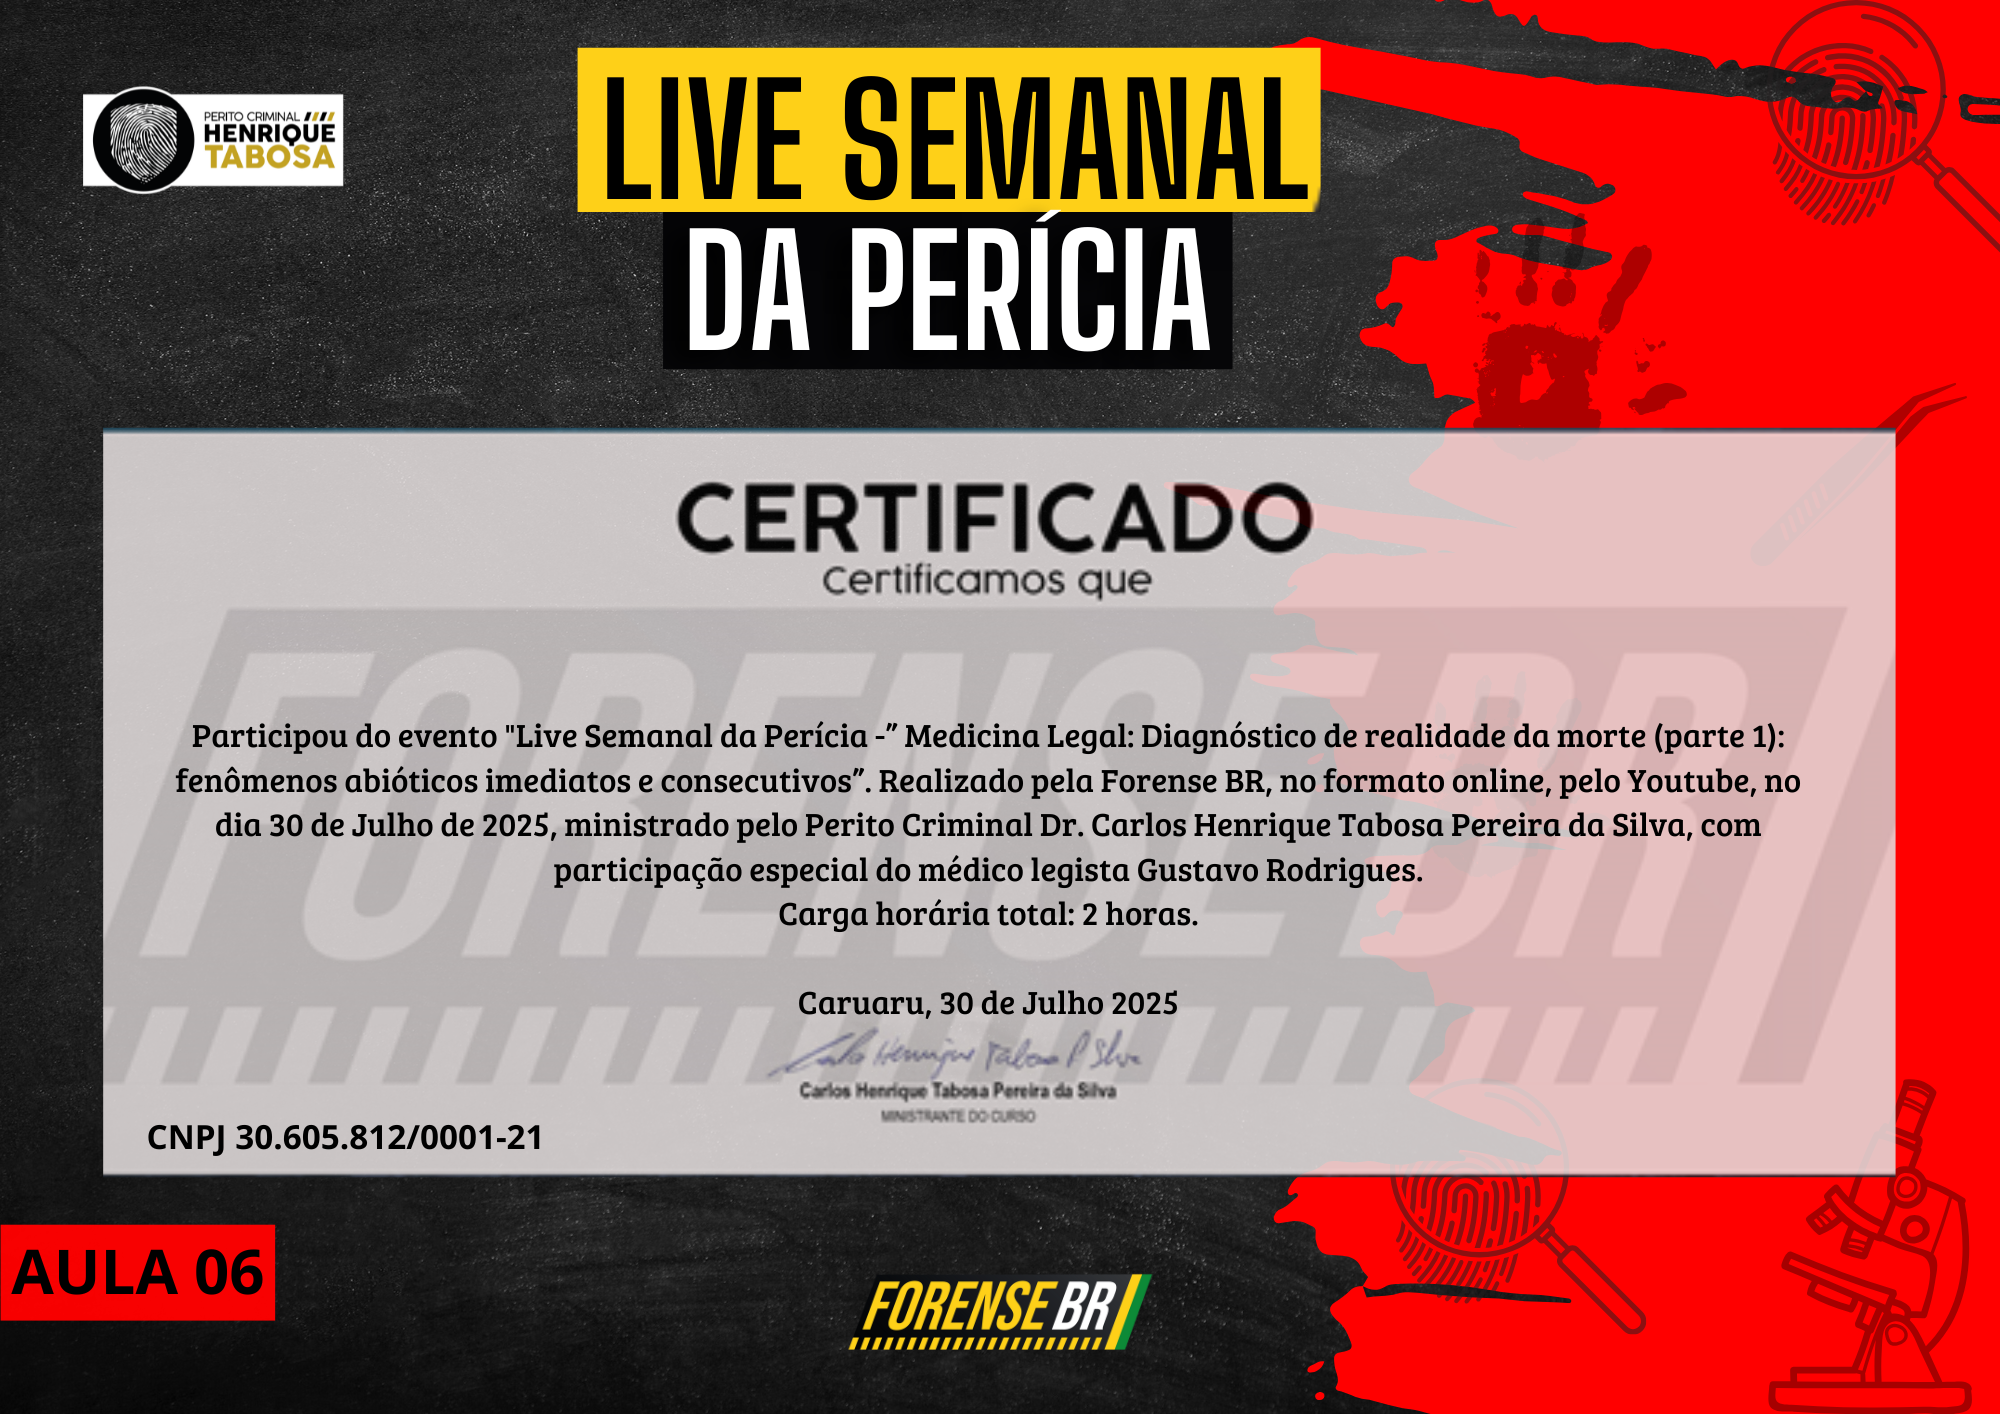 PERITO CRIMINAL
HENRIQUE
TABOSA
LIVE SEMANAL
DA PERÍCIA
CERTIFICADO
Certificamos que
FORENSE BR
Participou do evento "Live Semanal da Perícia -” Medicina Legal: Diagnóstico de realidade da morte (parte 1):
fenômenos abióticos imediatos e consecutivos”. Realizado pela Forense BR, no formato online, pelo Youtube, no
dia 30 de Julho de 2025, ministrado pelo Perito Criminal Dr. Carlos Henrique Tabosa Pereira da Silva, com
participação especial do médico legista Gustavo Rodrigues.
Carga horária total: 2 horas.
Caruaru, 30 de Julho 2025
Carlos Henrique Tabosa P Silva
Carlos Henrique Tabosa Pereira da Silva
MINISTRANTE DO CURSO
CNPJ 30.605.812/0001-21
AULA 06
FORENSE BR